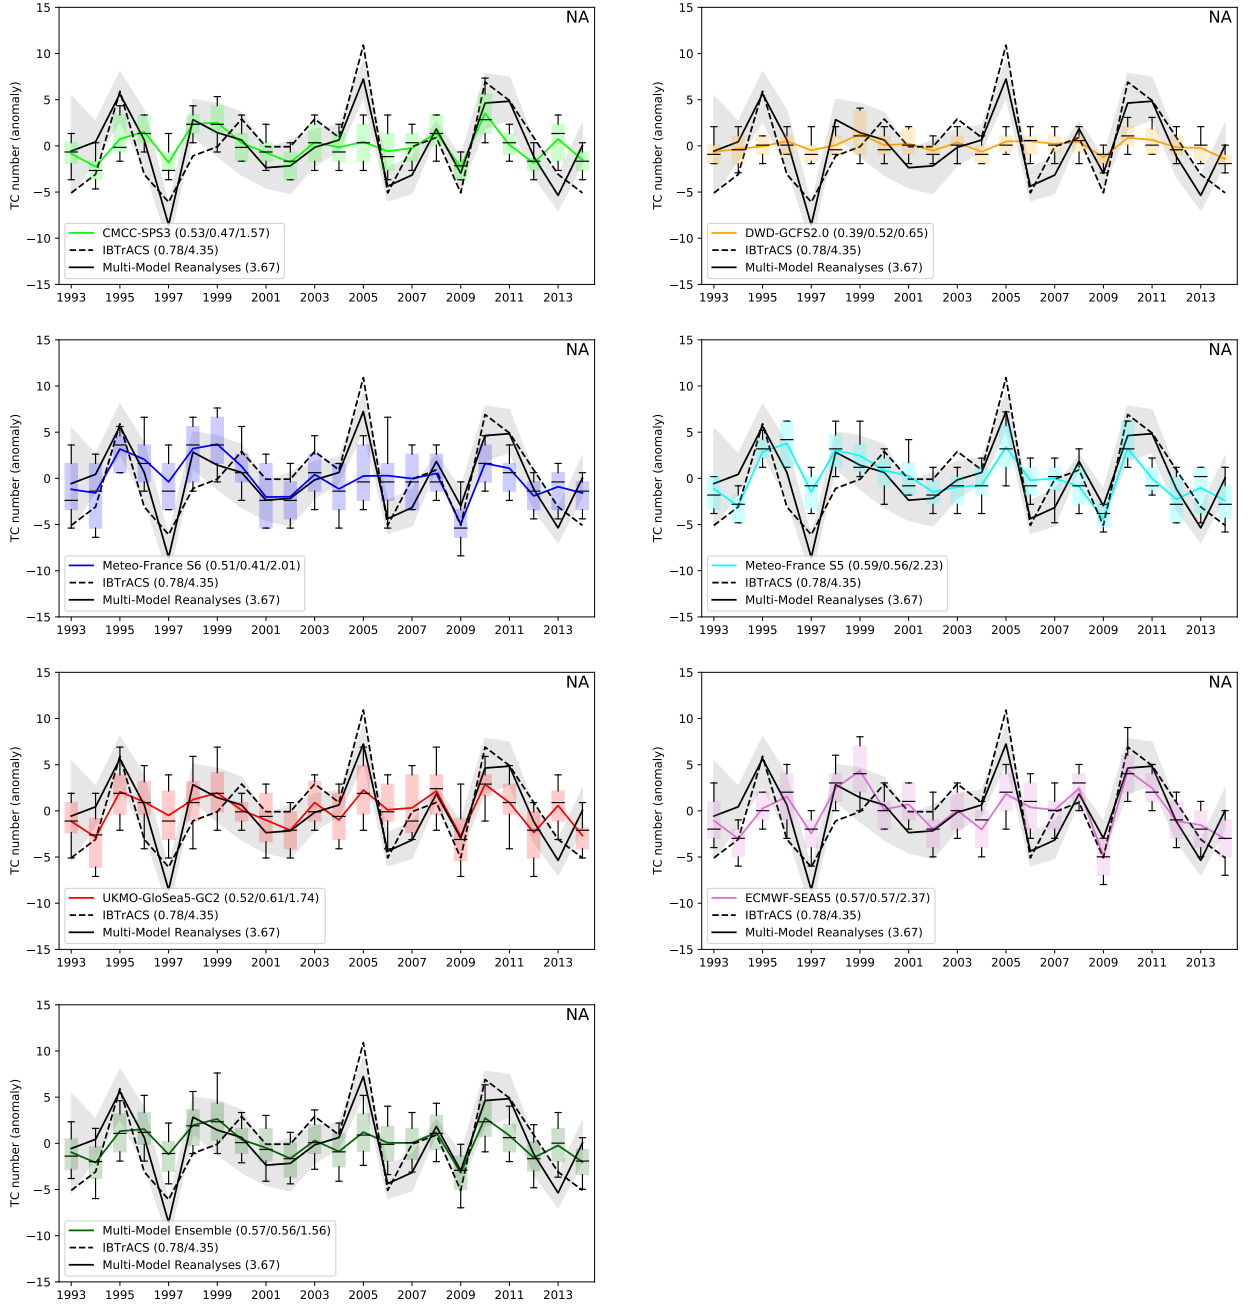 NA
TC number (anomaly)
15
10
5
0
−5
−10
−15
CMCC-SPS3 (0.53/0.47/1.57)
IBTrACS (0.78/4.35)
Multi-Model Reanalyses (3.67)
1993 1995 1997 1999 2001 2003 2005 2007 2009 2011 2013
NA
TC number (anomaly)
15
10
5
0
−5
−10
−15
DWD-GCFS2.0 (0.39/0.52/0.65)
IBTrACS (0.78/4.35)
Multi-Model Reanalyses (3.67)
1993 1995 1997 1999 2001 2003 2005 2007 2009 2011 2013
NA
TC number (anomaly)
15
10
5
0
−5
−10
−15
Meteo-France S6 (0.51/0.41/2.01)
IBTrACS (0.78/4.35)
Multi-Model Reanalyses (3.67)
1993 1995 1997 1999 2001 2003 2005 2007 2009 2011 2013
NA
TC number (anomaly)
15
10
5
0
−5
−10
−15
Meteo-France S5 (0.59/0.56/2.23)
IBTrACS (0.78/4.35)
Multi-Model Reanalyses (3.67)
1993 1995 1997 1999 2001 2003 2005 2007 2009 2011 2013
NA
TC number (anomaly)
15
10
5
0
−5
−10
−15
UKMO-GloSea5-GC2 (0.52/0.61/1.74)
IBTrACS (0.78/4.35)
Multi-Model Reanalyses (3.67)
1993 1995 1997 1999 2001 2003 2005 2007 2009 2011 2013
NA
TC number (anomaly)
15
10
5
0
−5
−10
−15
ECMWF-SEAS5 (0.57/0.57/2.37)
IBTrACS (0.78/4.35)
Multi-Model Reanalyses (3.67)
1993 1995 1997 1999 2001 2003 2005 2007 2009 2011 2013
NA
TC number (anomaly)
15
10
5
0
−5
−10
−15
Multi-Model Ensemble (0.57/0.56/1.56)
IBTrACS (0.78/4.35)
Multi-Model Reanalyses (3.67)
1993 1995 1997 1999 2001 2003 2005 2007 2009 2011 2013